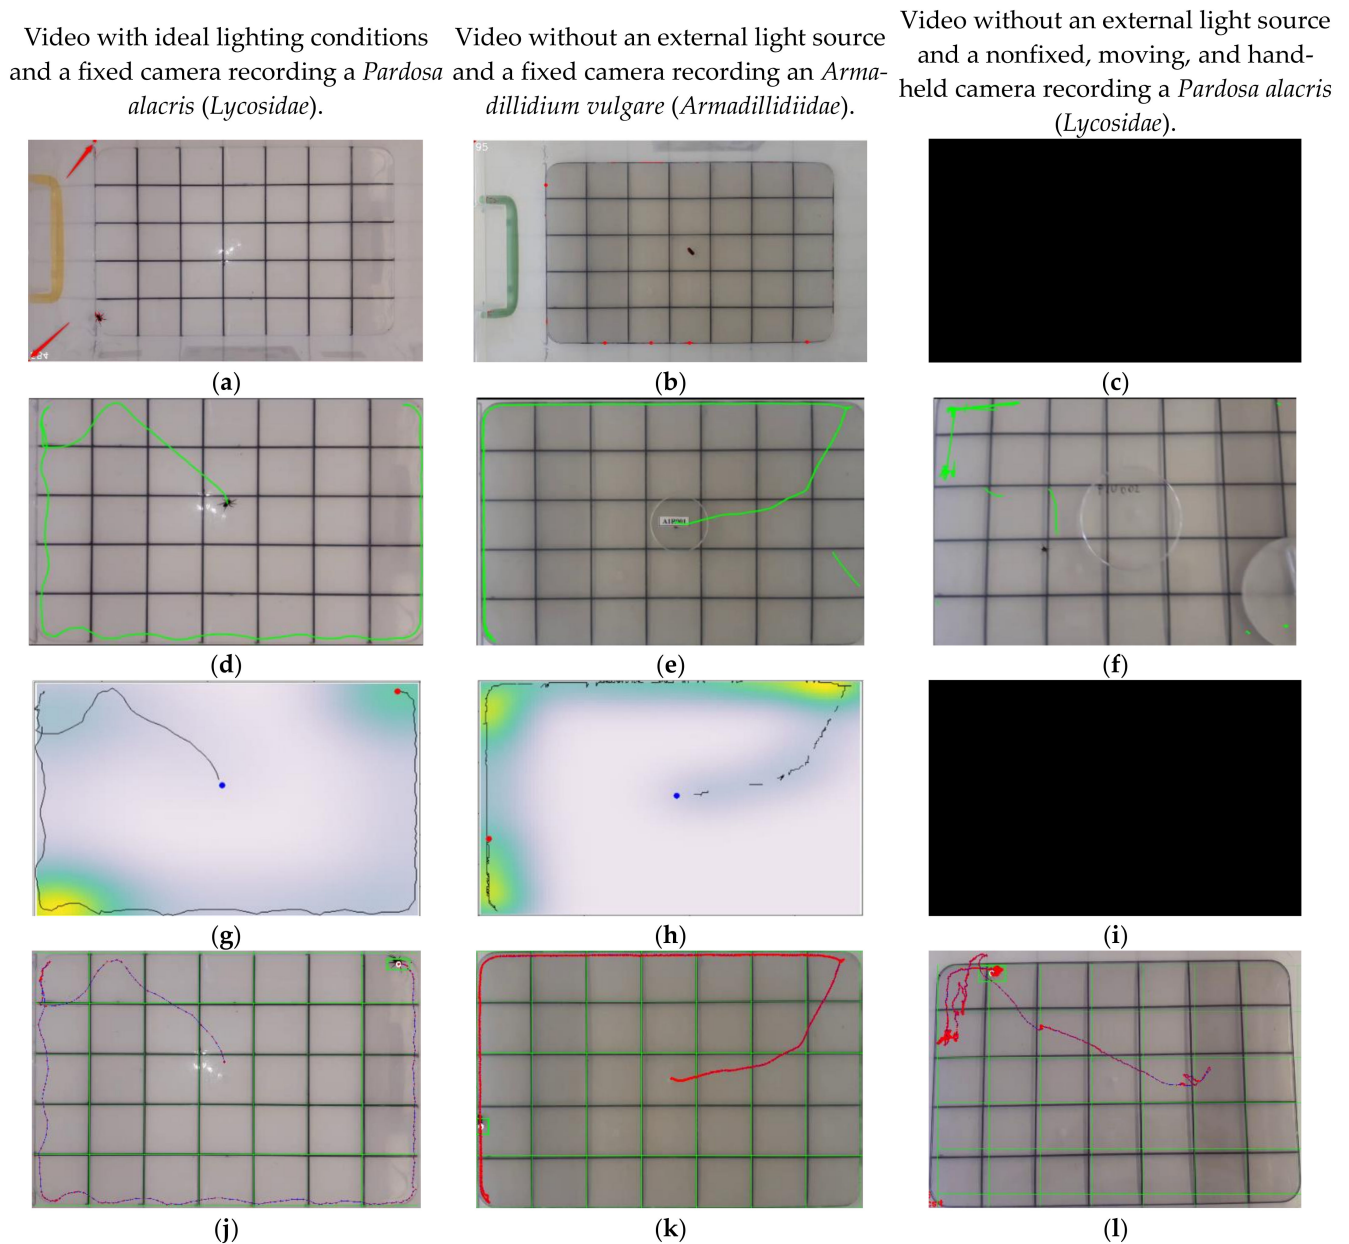 Video with ideal lighting conditions
and a fixed camera recording a Pardosa
alacris (Lycosidae).
Video without an external light source
and a fixed camera recording an Arma-
dillidium vulgare (Armadillidiidae).
Video without an external light source
and a nonfixed, moving, and hand-
held camera recording a Pardosa alacris
(Lycosidae).
95
(a)
(b)
(c)
(d)
(e)
(f)
(g)
(h)
(i)
(j)
(k)
(l)